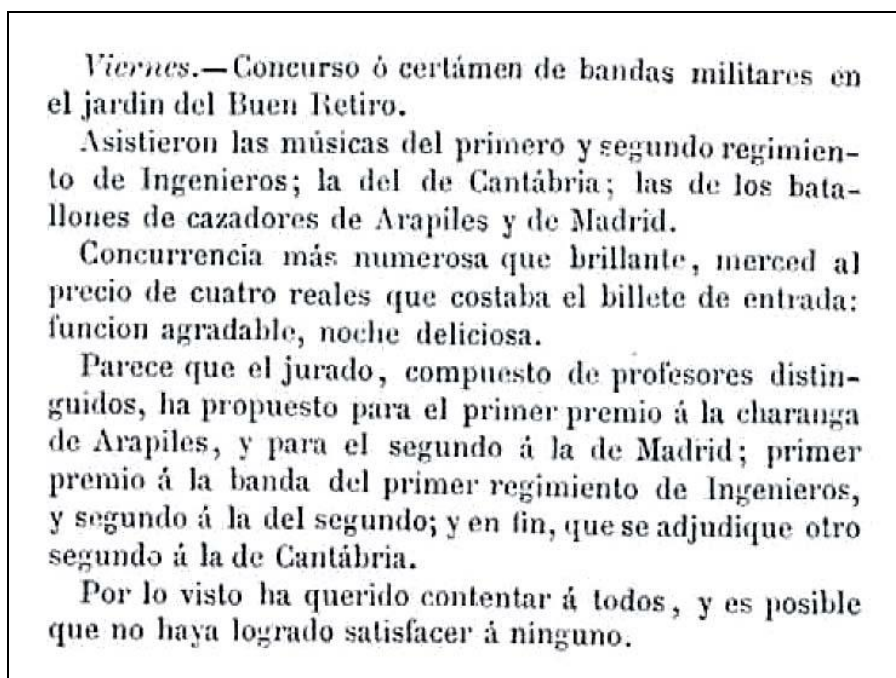 Viernes.—Concurso ó certámen de bandas militares en
el jardin del Buen Retiro.
Asistieron las músicas del primero y segundo regimien-
to de Ingenieros; la del de Cantábria; las de los bata-
llones de cazadores de Arapiles y de Madrid.
Concurrencia más numerosa que brillante, merced al
precio de cuatro reales que costaba el billete de entrada:
funcion agradable, noche deliciosa.
Parece que el jurado, compuesto de profesores distin-
guidos, ha propuesto para el primer premio á la charanga
de Arapiles, y para el segundo á la de Madrid; primer
premio á la banda del primer regimiento de Ingenieros,
y segundo á la del segundo; y en fin, que se adjudique otro
segundo á la de Cantábria.
Por lo visto ha querido contentar á todos, y es posible
que no haya logrado satisfacer á ninguno.